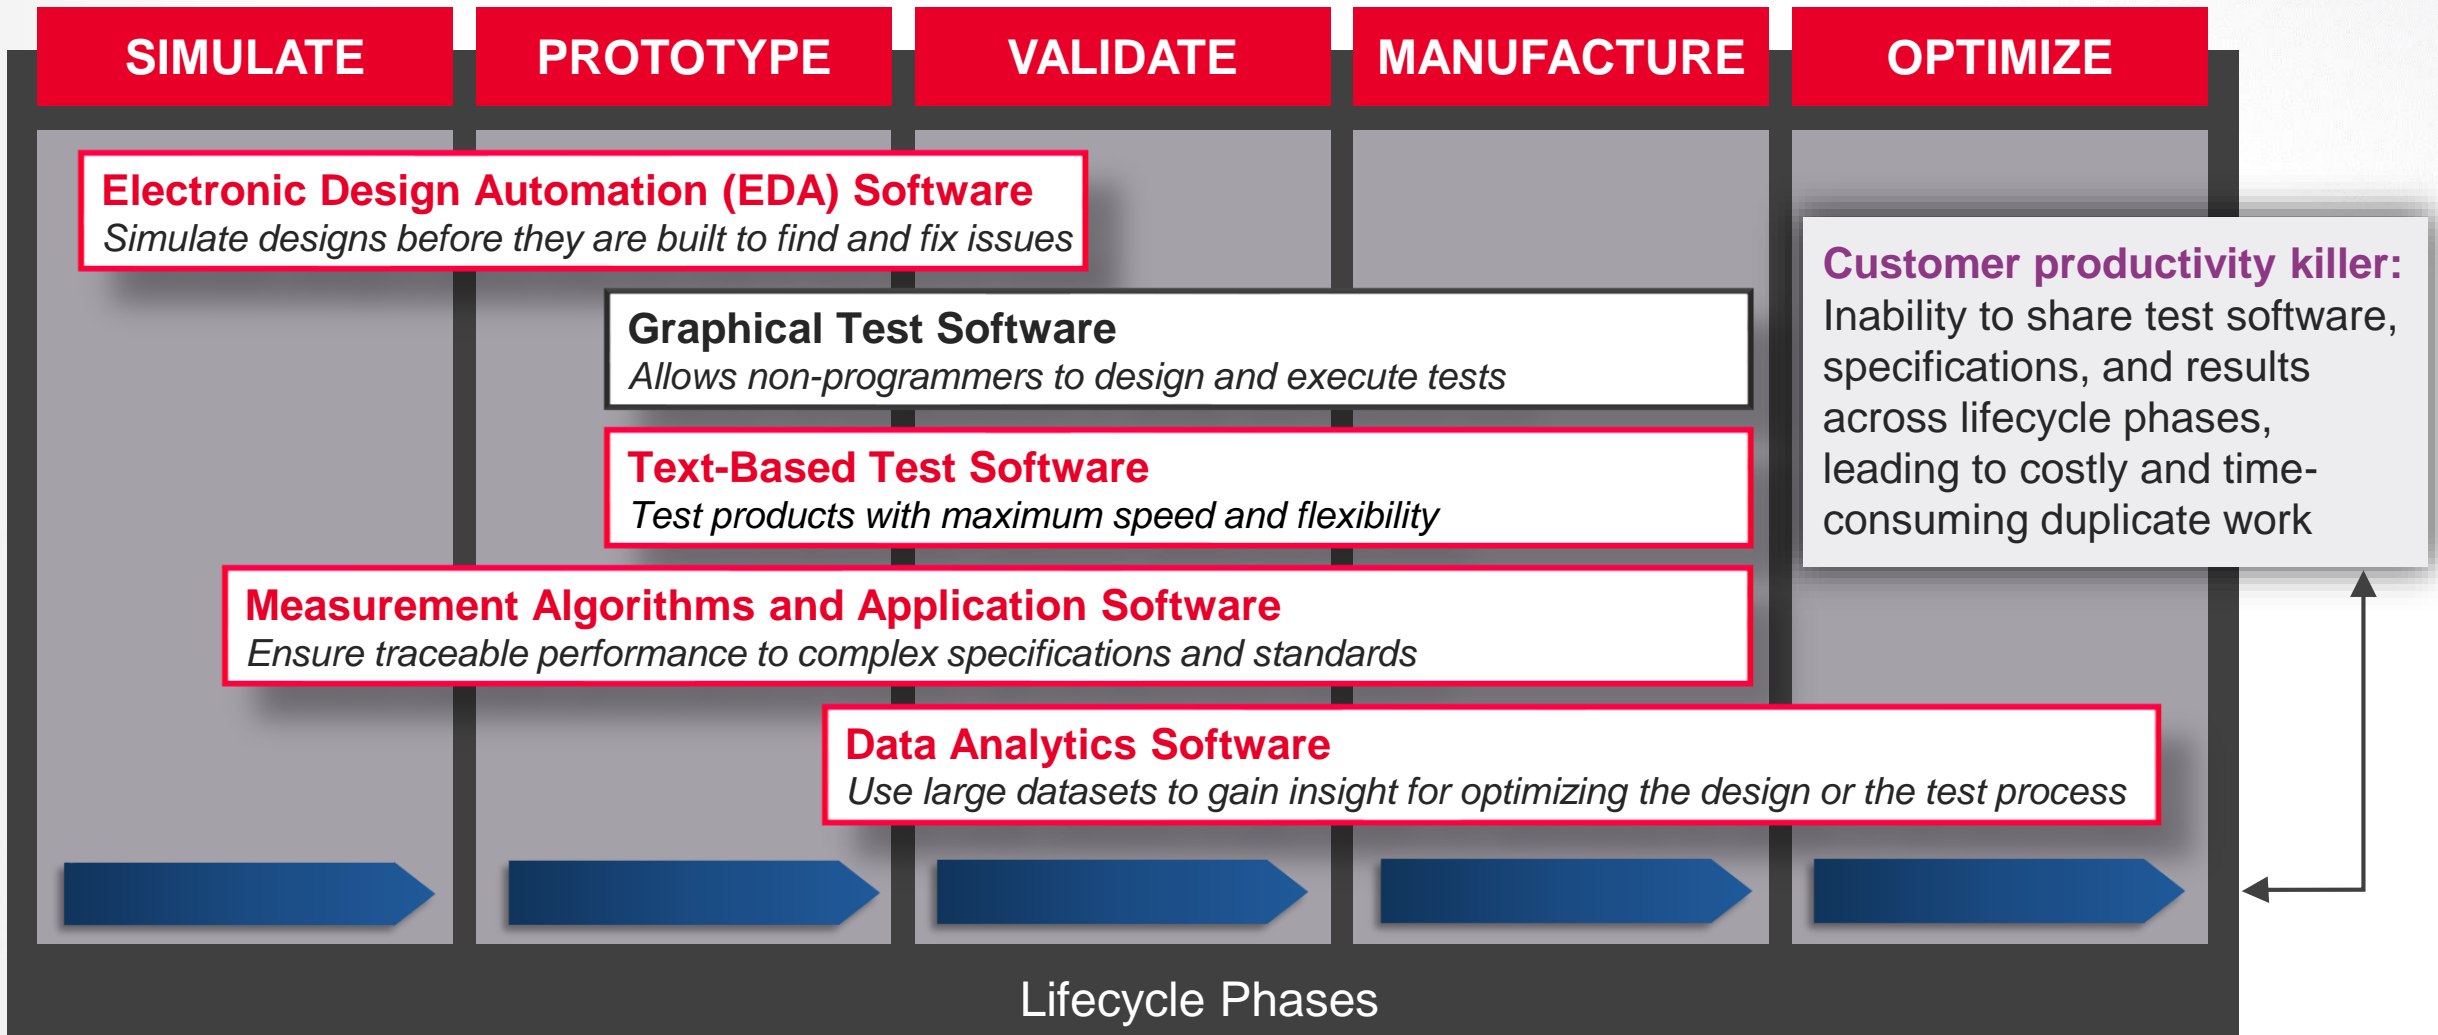 SIMULATE
PROTOTYPE
VALIDATE
MANUFACTURE
OPTIMIZE
Electronic Design Automation (EDA) Software
Simulate designs before they are built to find and fix issues
Graphical Test Software
Allows non-programmers to design and execute tests
Text-Based Test Software
Test products with maximum speed and flexibility
Measurement Algorithms and Application Software
Ensure traceable performance to complex specifications and standards
Data Analytics Software
Use large datasets to gain insight for optimizing the design or the test process
Customer productivity killer:
Inability to share test software,
specifications, and results
across lifecycle phases,
leading to costly and time-
consuming duplicate work
Lifecycle Phases